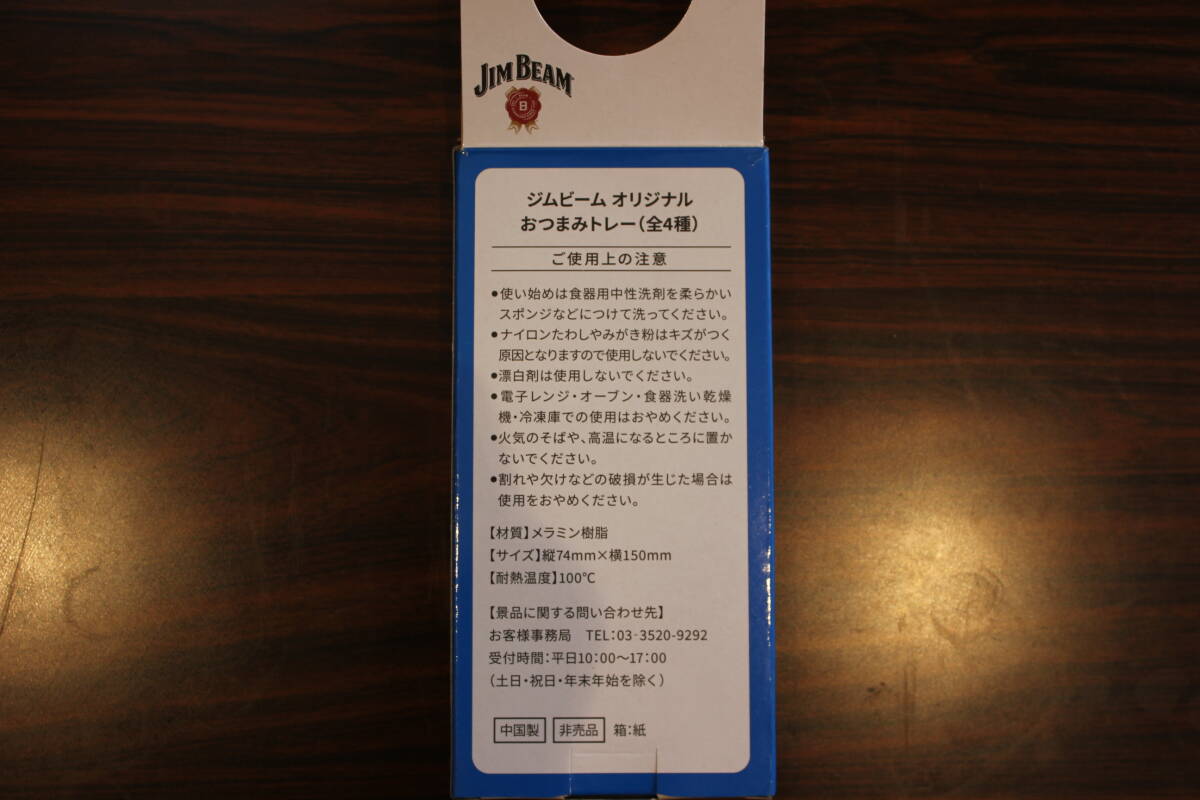 JIM BEAM
B
ジムビーム オリジナル
おつまみトレー(全4種)
ご使用上の注意
●使い始めは食器用中性洗剤を柔らかい
スポンジなどにつけて洗ってください。
●ナイロンたわしやみがき粉はキズがつく
原因となりますので使用しないでください。
●漂白剤は使用しないでください。
●電子レンジ・オーブン・食器洗い乾燥
機・冷凍庫での使用はおやめください。
●火気のそばや、高温になるところに置か
ないでください。
●割れや欠けなどの破損が生じた場合は
使用をおやめください。
【材質】メラミン樹脂
【サイズ】縦74mm×横150mm
【耐熱温度】100℃
【景品に関する問い合わせ先】
お客様事務局 TEL:03-3520-9292
受付時間:平日10:00〜17:00
(土日・祝日・年末年始を除く)
中国製 非売品 箱:紙